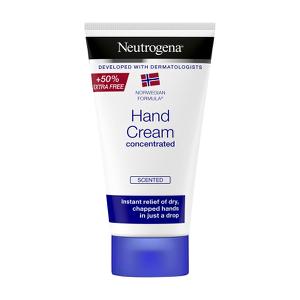 Neutrogena®
DEVELOPED WITH DERMATOLOGISTS
+50%
EXTRA FREE
NORWEGIAN
FORMULA®
Hand
Cream
concentrated
SCENTED
instant relief of dry,
chapped hands
in just a drop